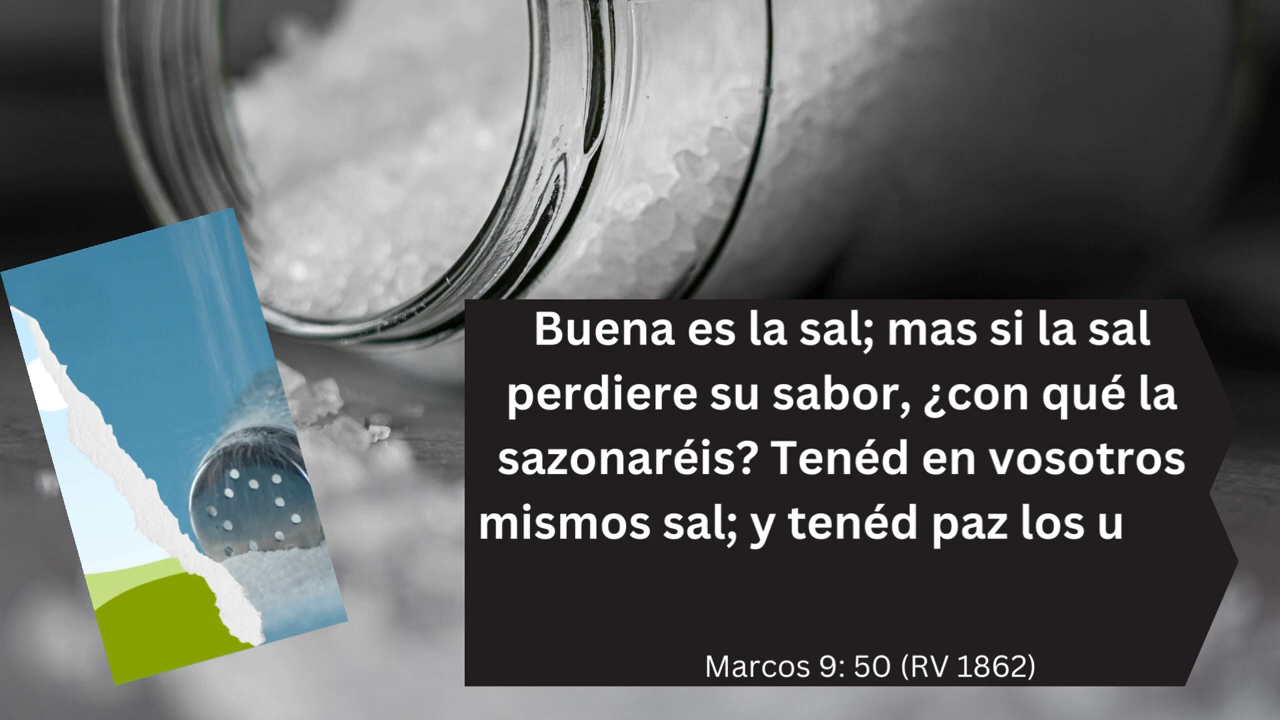 Buena es la sal; mas si la sal
perdiere su sabor, ¿con qué la
sazonaréis? Tenéd en vosotros
mismos sal; y tenéd paz los u
Marcos 9: 50 (RV 1862)